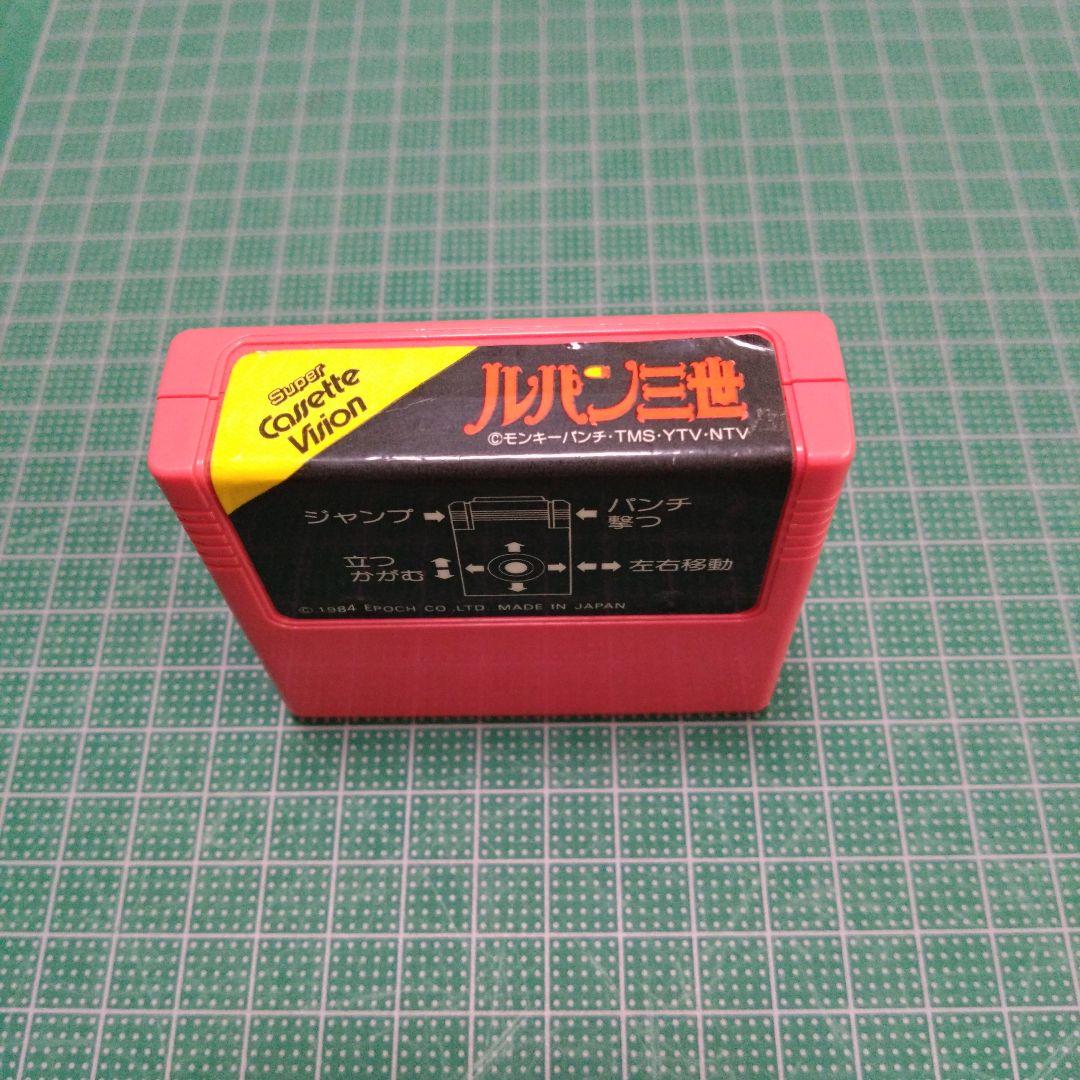 Super
Cassette
Vision
ルパン三世
©モンキーパンチ・TMS・YTV・NTV
ジャンプ
パンチ
撃つ
立つ
かがむ
左右移動
© 1984 EPOCH CO.,LTD. MADE IN JAPAN